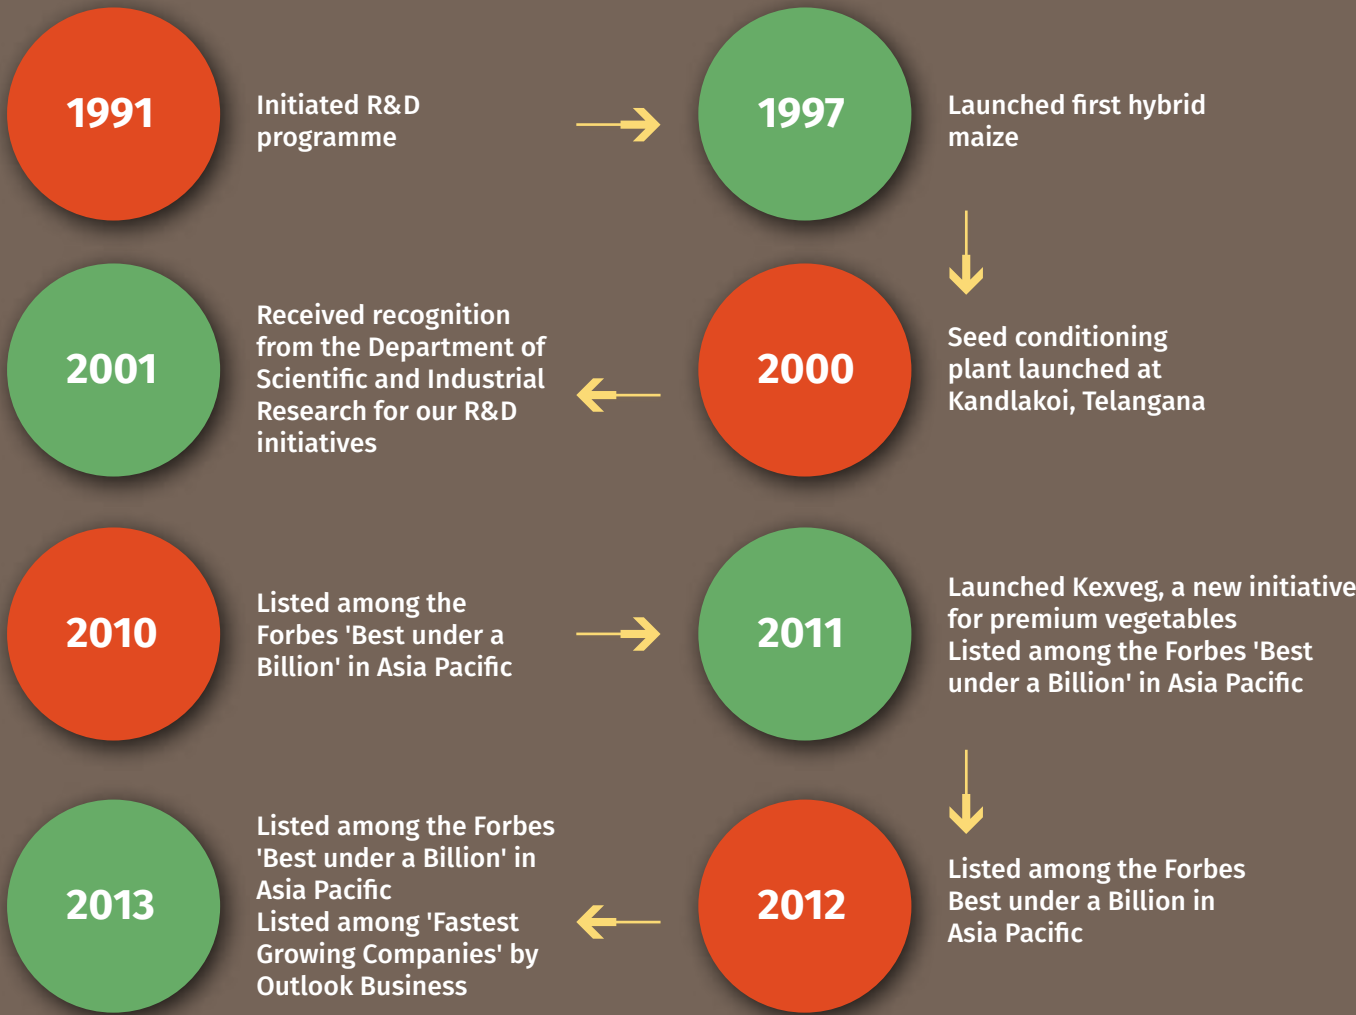 1991
Initiated R&D
programme
1997
Launched first hybrid
maize
2000
Seed conditioning
plant launched at
Kandlakoi, Telangana
2001
Received recognition
from the Department of
Scientific and Industrial
Research for our R&D
initiatives
2010
Listed among the
Forbes 'Best under a
Billion' in Asia Pacific
2011
Launched Kexveg, a new initiative
for premium vegetables
Listed among the Forbes 'Best
under a Billion' in Asia Pacific
2012
Listed among the Forbes
Best under a Billion in
Asia Pacific
2013
Listed among the Forbes
'Best under a Billion' in
Asia Pacific
Listed among 'Fastest
Growing Companies' by
Outlook Business